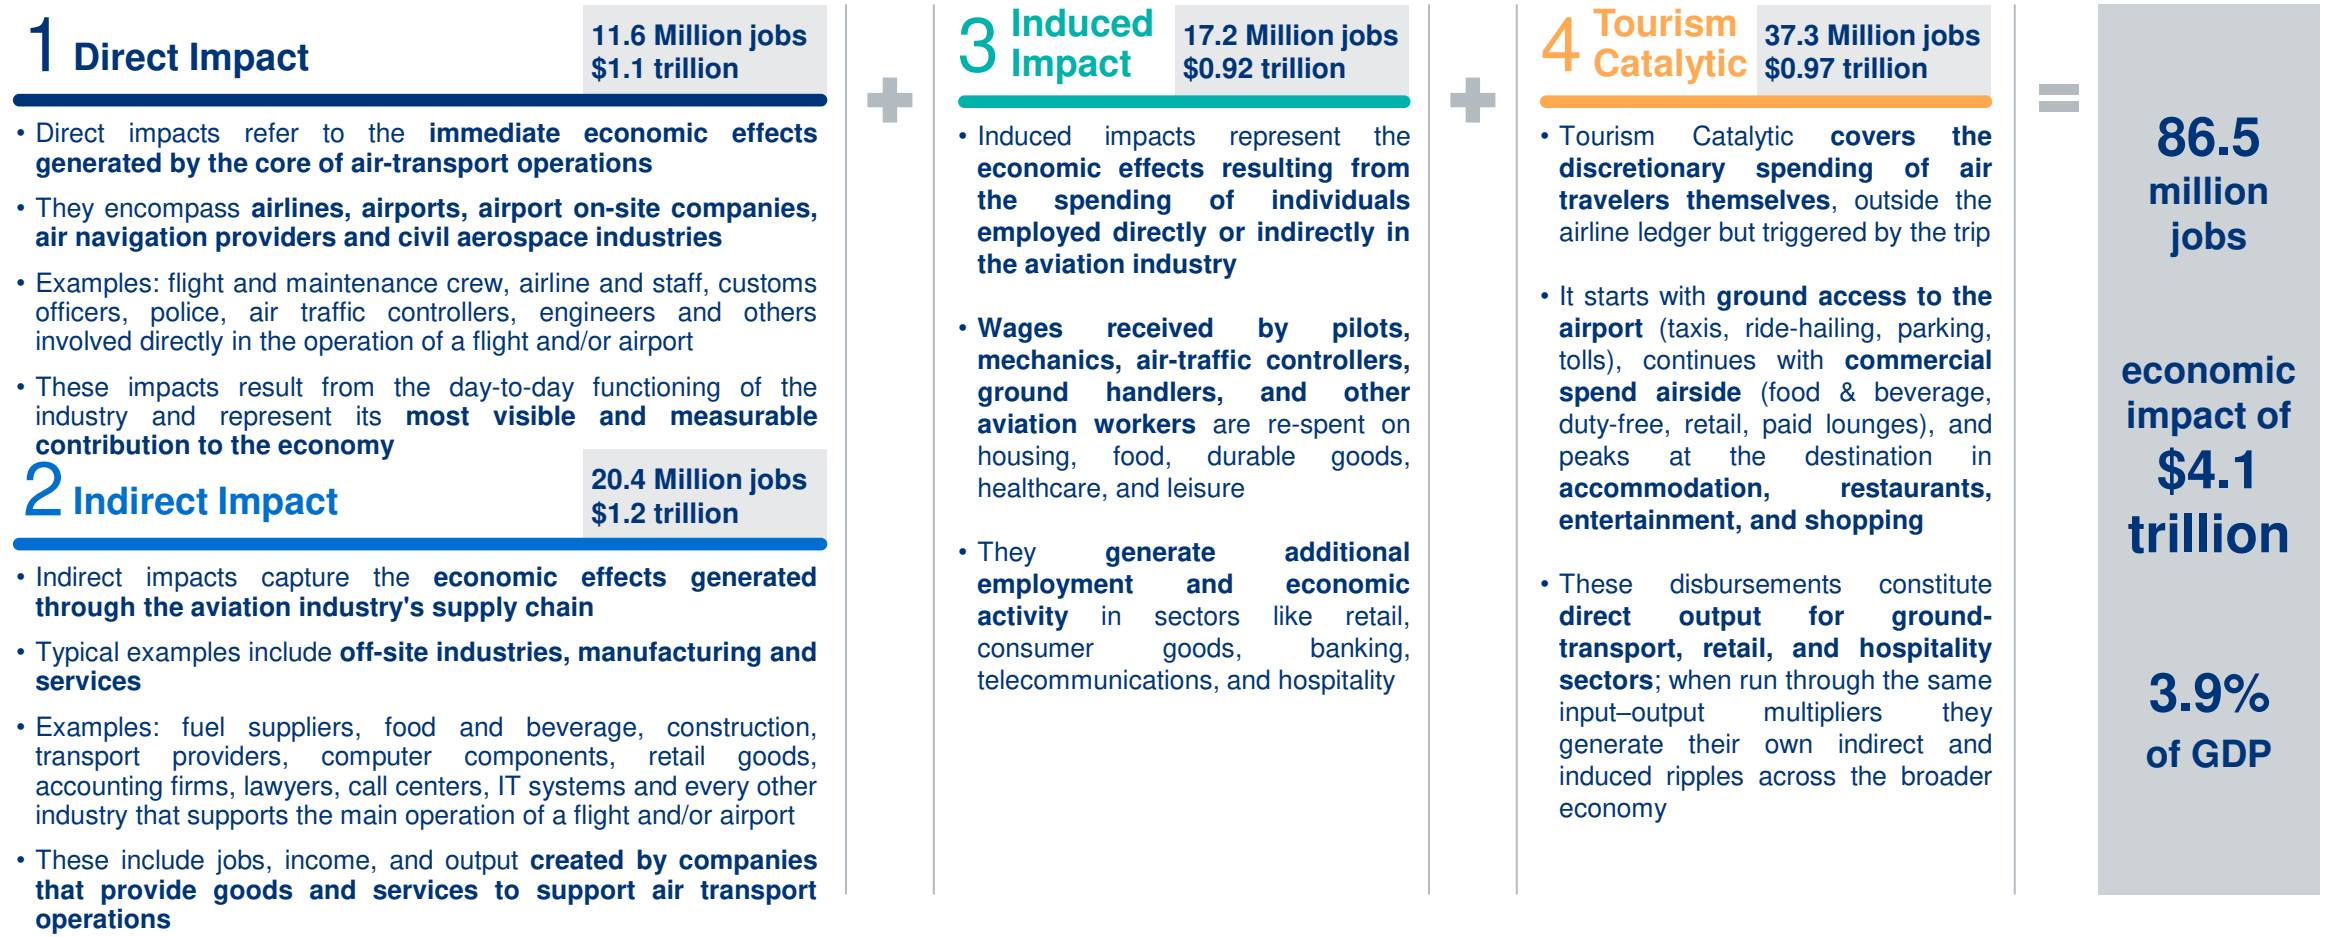 1 Direct Impact
11.6 Million jobs
$1.1 trillion
• Direct impacts refer to the immediate economic effects
generated by the core of air-transport operations
• They encompass airlines, airports, airport on-site companies,
air navigation providers and civil aerospace industries
• Examples: flight and maintenance crew, airline and staff, customs
officers, police, air traffic controllers, engineers and others
involved directly in the operation of a flight and/or airport
• These impacts result from the day-to-day functioning of the
industry and represent its most visible and measurable
contribution to the economy
2 Indirect Impact
20.4 Million jobs
$1.2 trillion
• Indirect impacts capture the economic effects generated
through the aviation industry's supply chain
• Typical examples include off-site industries, manufacturing and
services
• Examples: fuel suppliers, food and beverage, construction,
transport providers, computer components, retail goods,
accounting firms, lawyers, call centers, IT systems and every other
industry that supports the main operation of a flight and/or airport
• These include jobs, income, and output created by companies
that provide goods and services to support air transport
operations
+
3 Induced
Impact
17.2 Million jobs
$0.92 trillion
• Induced impacts represent the
economic effects resulting from
the spending of individuals
employed directly or indirectly in
the aviation industry
• Wages received by pilots,
mechanics, air-traffic controllers,
ground handlers, and other
aviation workers are re-spent on
housing, food, durable goods,
healthcare, and leisure
• They generate additional
employment and economic
activity in sectors like retail,
consumer goods, banking,
telecommunications, and hospitality
+
4 Tourism
Catalytic
37.3 Million jobs
$0.97 trillion
• Tourism Catalytic covers the
discretionary spending of air
travelers themselves, outside the
airline ledger but triggered by the trip
• It starts with ground access to the
airport (taxis, ride-hailing, parking,
tolls), continues with commercial
spend airside (food & beverage,
duty-free, retail, paid lounges), and
peaks at the destination in
accommodation, restaurants,
entertainment, and shopping
• These disbursements constitute
direct output for ground-
transport, retail, and hospitality
sectors; when run through the same
input–output multipliers they
generate their own indirect and
induced ripples across the broader
economy
=
86.5
million
jobs
economic
impact of
$4.1
trillion
3.9%
of GDP